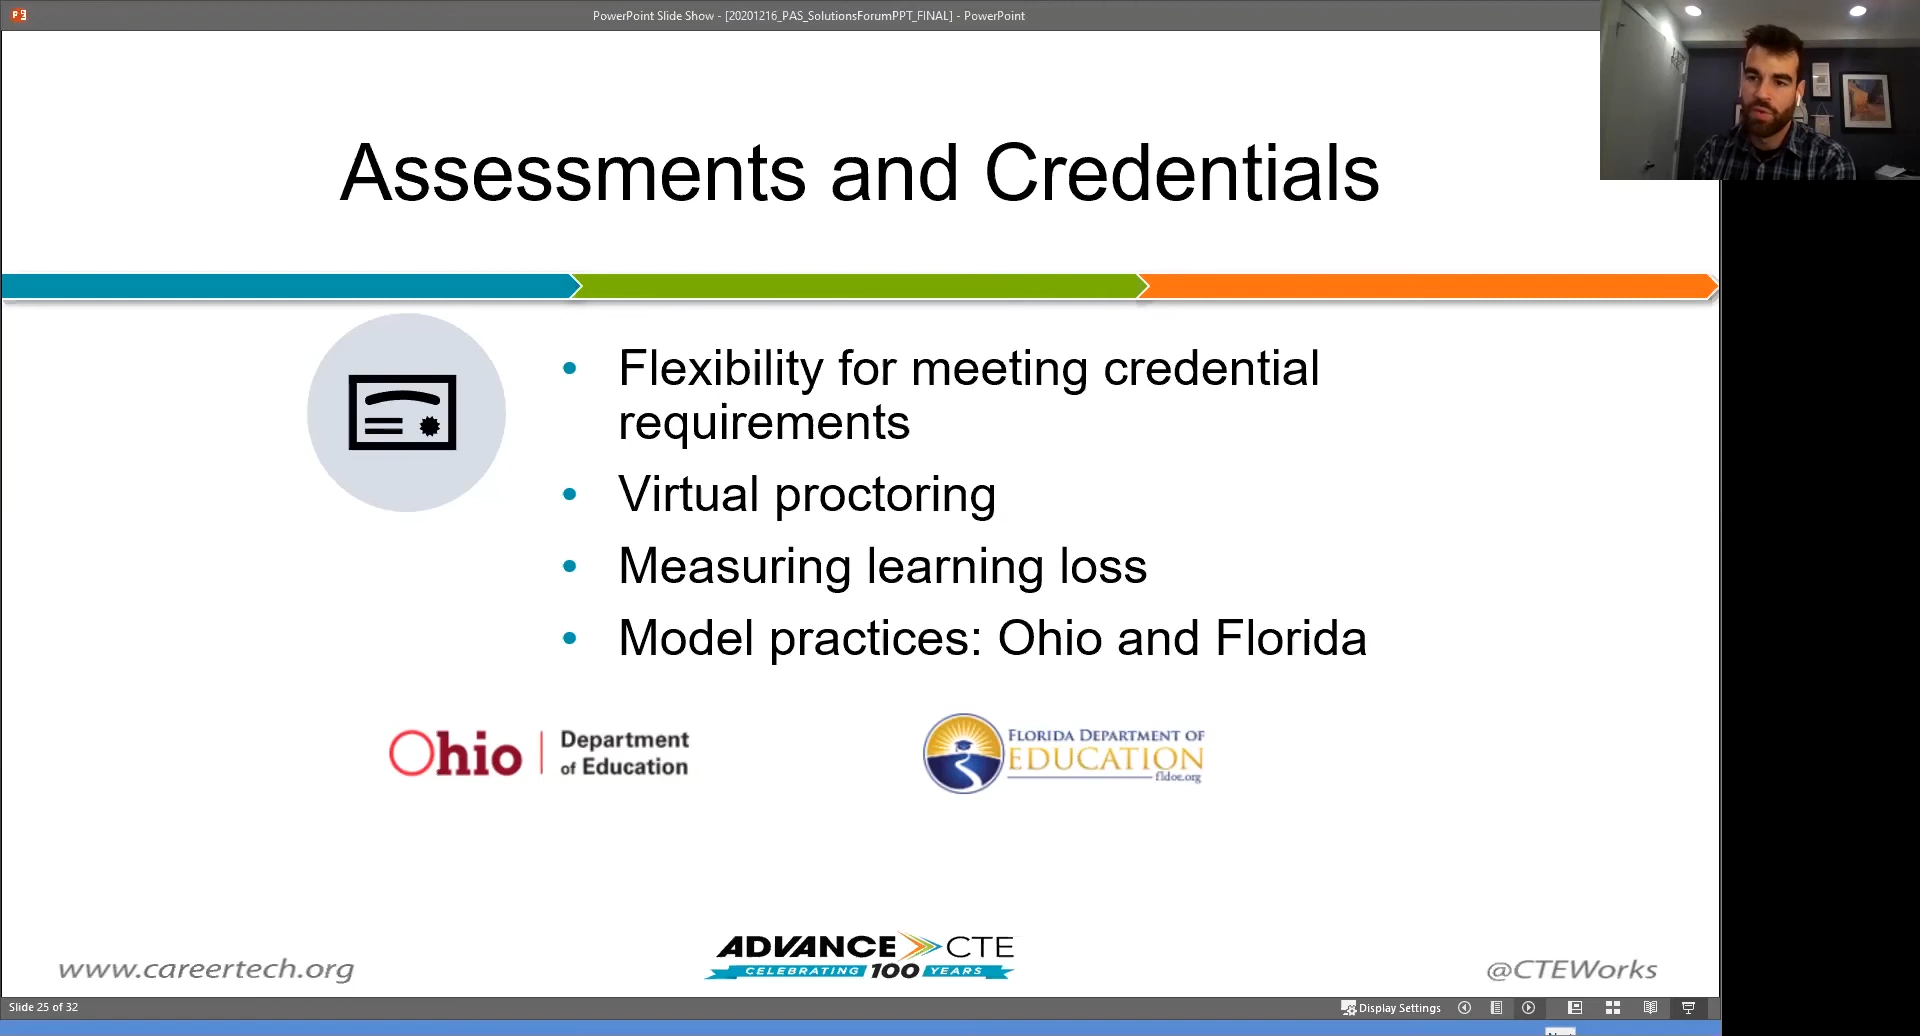 PowerPoint Slide Show - [20201216_PAS_SolutionsForumPPT_FINAL] - PowerPoint
Assessments and Credentials
• Flexibility for meeting credential
requirements
• Virtual proctoring
• Measuring learning loss
• Model practices: Ohio and Florida
Ohio
Department
of Education
FLORIDA DEPARTMENT OF
EDUCATION
fldoe.org
ADVANCE CTE
CELEBRATING 100 YEARS
www.careertech.org
@CTEWorks
Slide 25 of 32
Display Settings